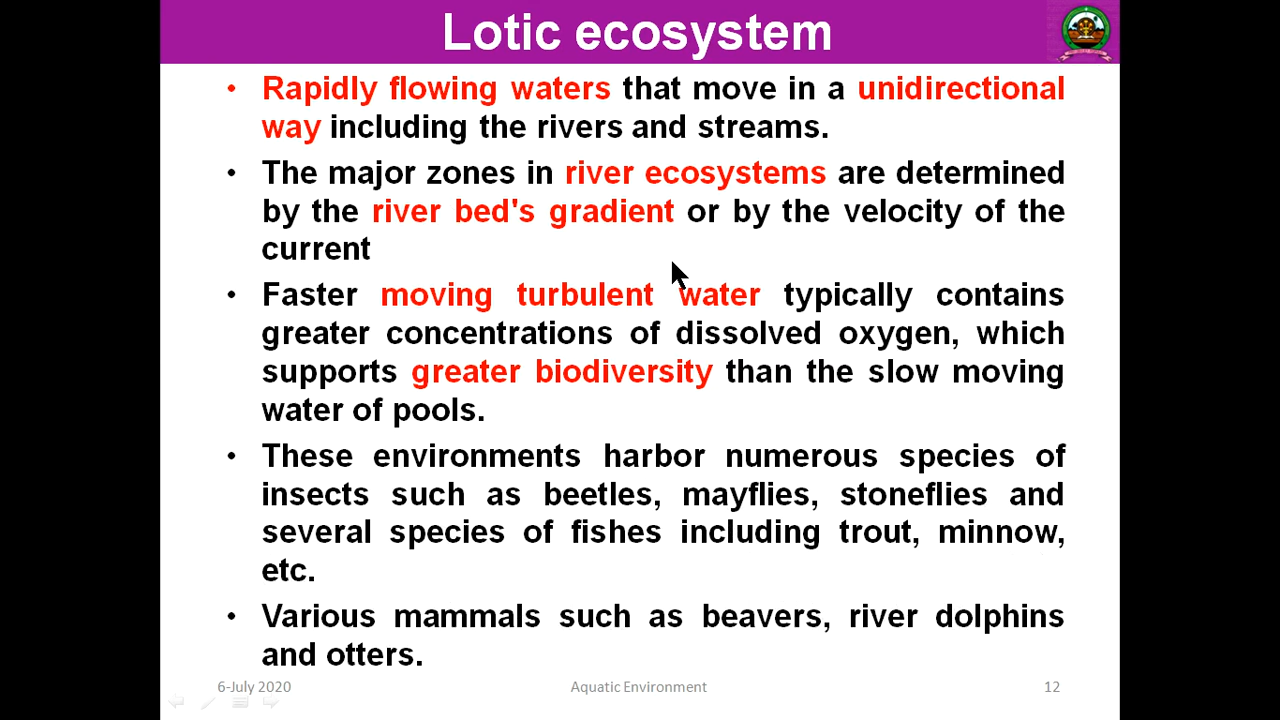 Lotic ecosystem
• Rapidly flowing waters that move in a unidirectional
way including the rivers and streams.
• The major zones in river ecosystems are determined
by the river bed's gradient or by the velocity of the
current
• Faster moving turbulent water typically contains
greater concentrations of dissolved oxygen, which
supports greater biodiversity than the slow moving
water of pools.
• These environments harbor numerous species of
insects such as beetles, mayflies, stoneflies and
several species of fishes including trout, minnow,
etc.
• Various mammals such as beavers, river dolphins
and otters.
6-July 2020 Aquatic Environment 12